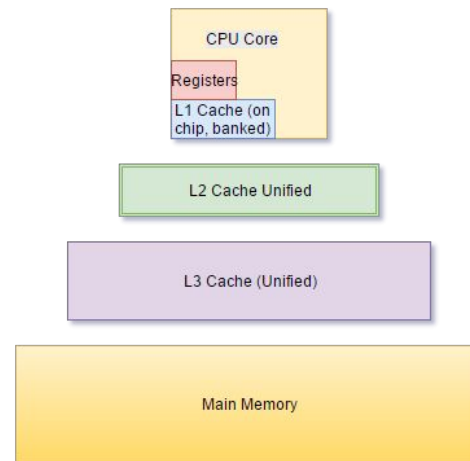 CPU Core
Registers
L1 Cache (on
chip, banked)
L2 Cache Unified
L3 Cache (Unified)
Main Memory